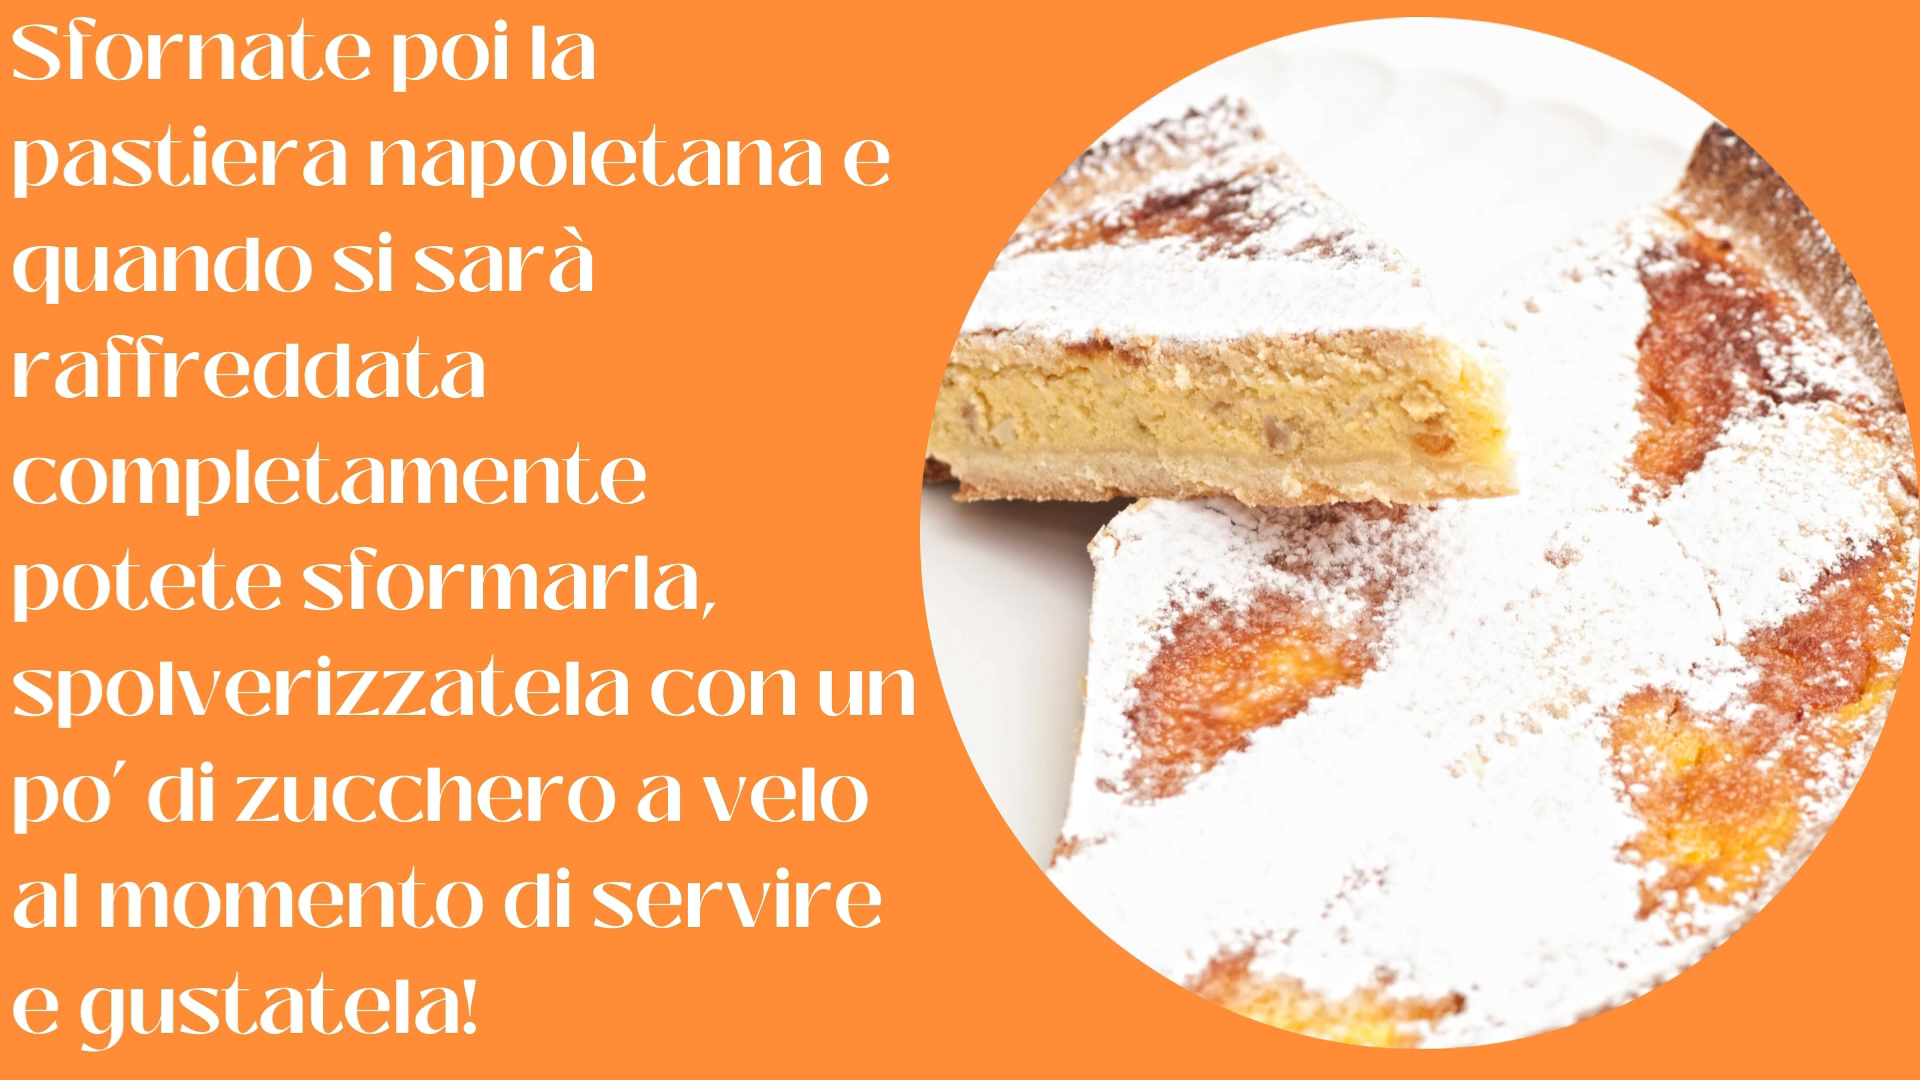 Sfornate poi la
pastiera napoletana e
quando si sarà
raffreddata
completamente
potete sformarla,
spolverizzatela con un
po' di zucchero a velo
al momento di servire
e gustatela!